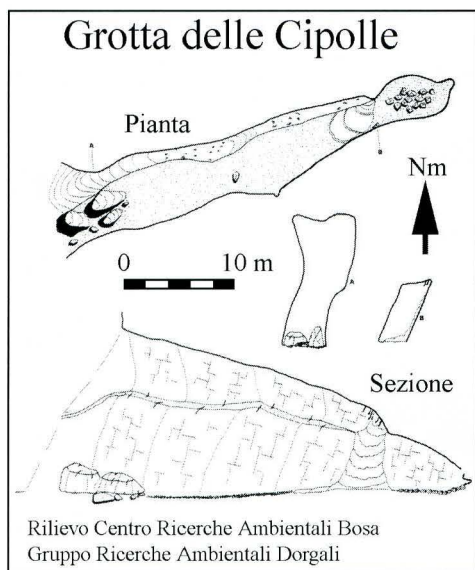 Grotta delle Cipolle
Pianta
A
B
Nm
0 10 m
A
B
Sezione
Rilievo Centro Ricerche Ambientali Bosa
Gruppo Ricerche Ambientali Dorgali